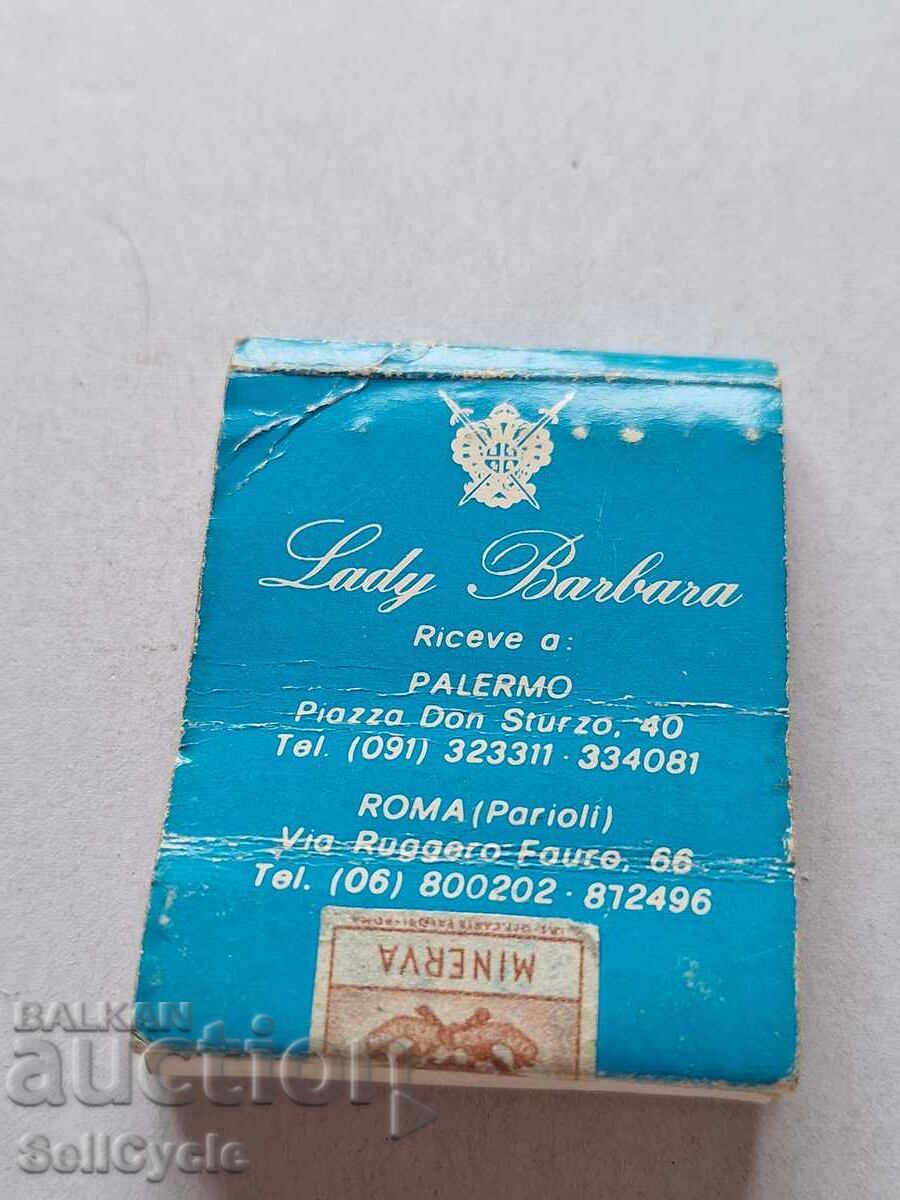 Lady Barbara
Riceve a:
PALERMO
Piazza Don Sturzo, 40
Tel. (091) 323311 · 334081
ROMA (Parioli)
Via Ruggero Fauro, 66
Tel. (06) 800202 · 872496
MINERVA
BALKAN
auction
SellCycle